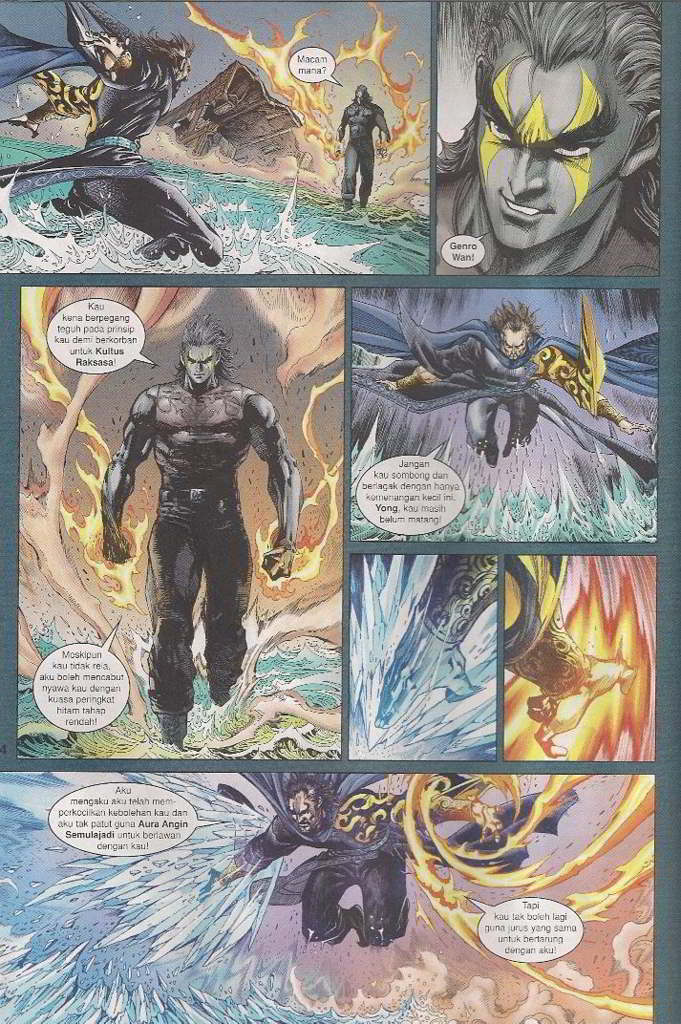 Macam
mana?
Genro
Wan!
Kau
kena berpegang
teguh pada prinsip
kau demi berkorban
untuk Kultus
Raksasa!
Jangan
kau sombong dan
berlagak dengan hanya
kemenangan kecil ini.
Yong, kau masih
belum matang!
Meskipun
kau tidak rela,
aku boleh mencabut
nyawa kau dengan
kuasa peringkat
hitam tahap
rendah!
4
Aku
mengaku aku telah mem-
perkecilkan kebolehan kau dan
aku tak patut guna Aura Angin
Semulajadi untuk berlawan
dengan kau!
Tapi
kau tak boleh lagi
guna jurus yang sama
untuk bertarung
dengan aku!